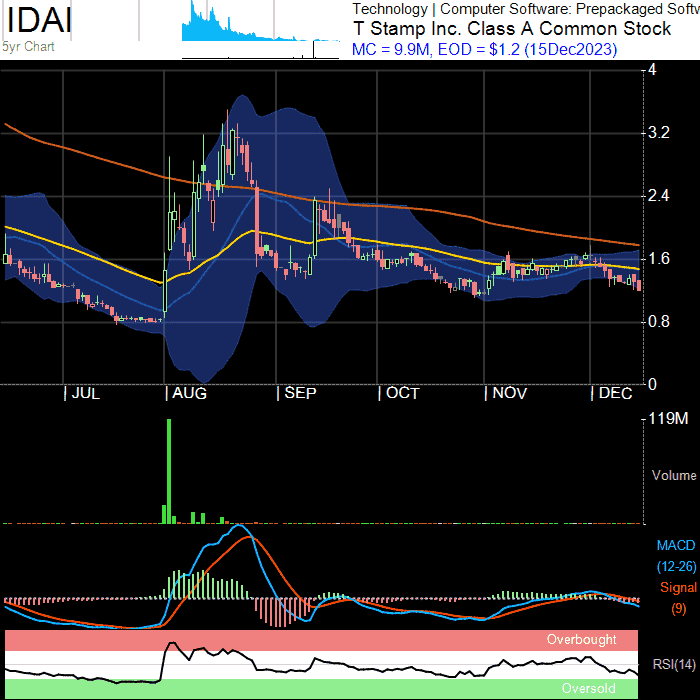 IDAI
5yr Chart
Technology | Computer Software: Prepackaged Softw
T Stamp Inc. Class A Common Stock
MC = 9.9M, EOD = $1.2 (15Dec2023)
4
3.2
2.4
1.6
0.8
0
| JUL | AUG | SEP | OCT | NOV | DEC
119M
Volume
MACD
(12-26)
Signal
(9)
Overbought
RSI(14)
Oversold